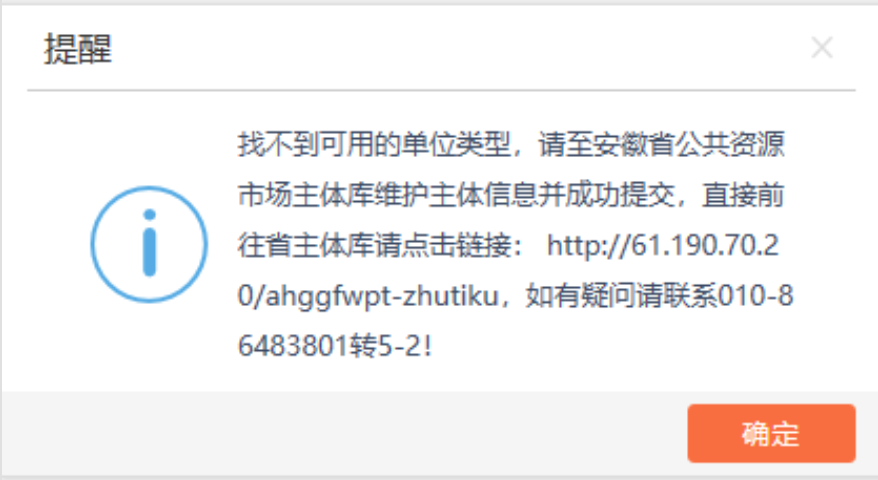 提醒
找不到可用的单位类型，请至安徽省公共资源
市场主体库维护主体信息并成功提交，直接前
往省主体库请点击链接： http://61.190.70.2
0/ahggfwpt-zhutiku，如有疑问请联系010-8
6483801转5-2！
确定